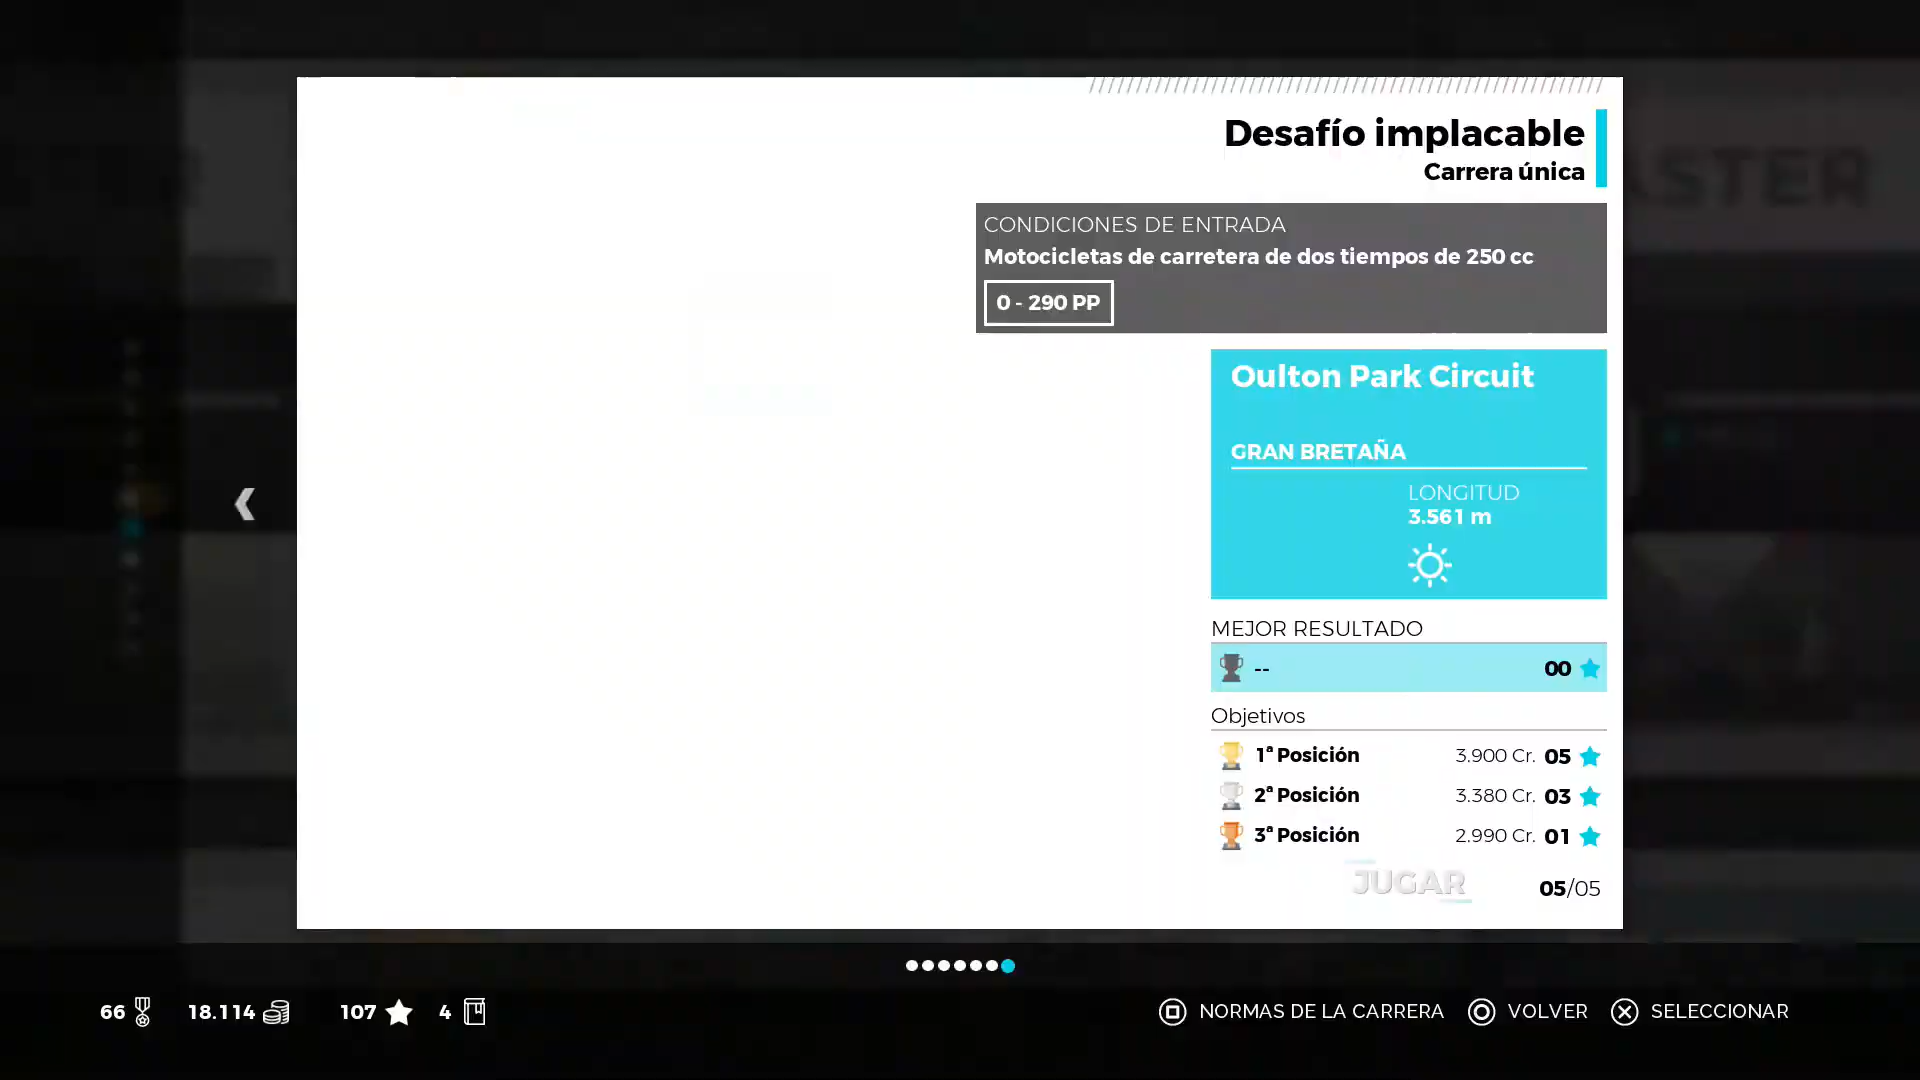 ASTER
Desafío implacable
Carrera única
CONDICIONES DE ENTRADA
Motocicletas de carretera de dos tiempos de 250 cc
0 - 290 PP
Oulton Park Circuit
GRAN BRETAÑA
LONGITUD
3.561 m
MEJOR RESULTADO
-- 00
Objetivos
1ª Posición 3.900 Cr. 05
2ª Posición 3.380 Cr. 03
3ª Posición 2.990 Cr. 01
JUGAR 05/05
66 18.114 107 4 NORMAS DE LA CARRERA VOLVER SELECCIONAR